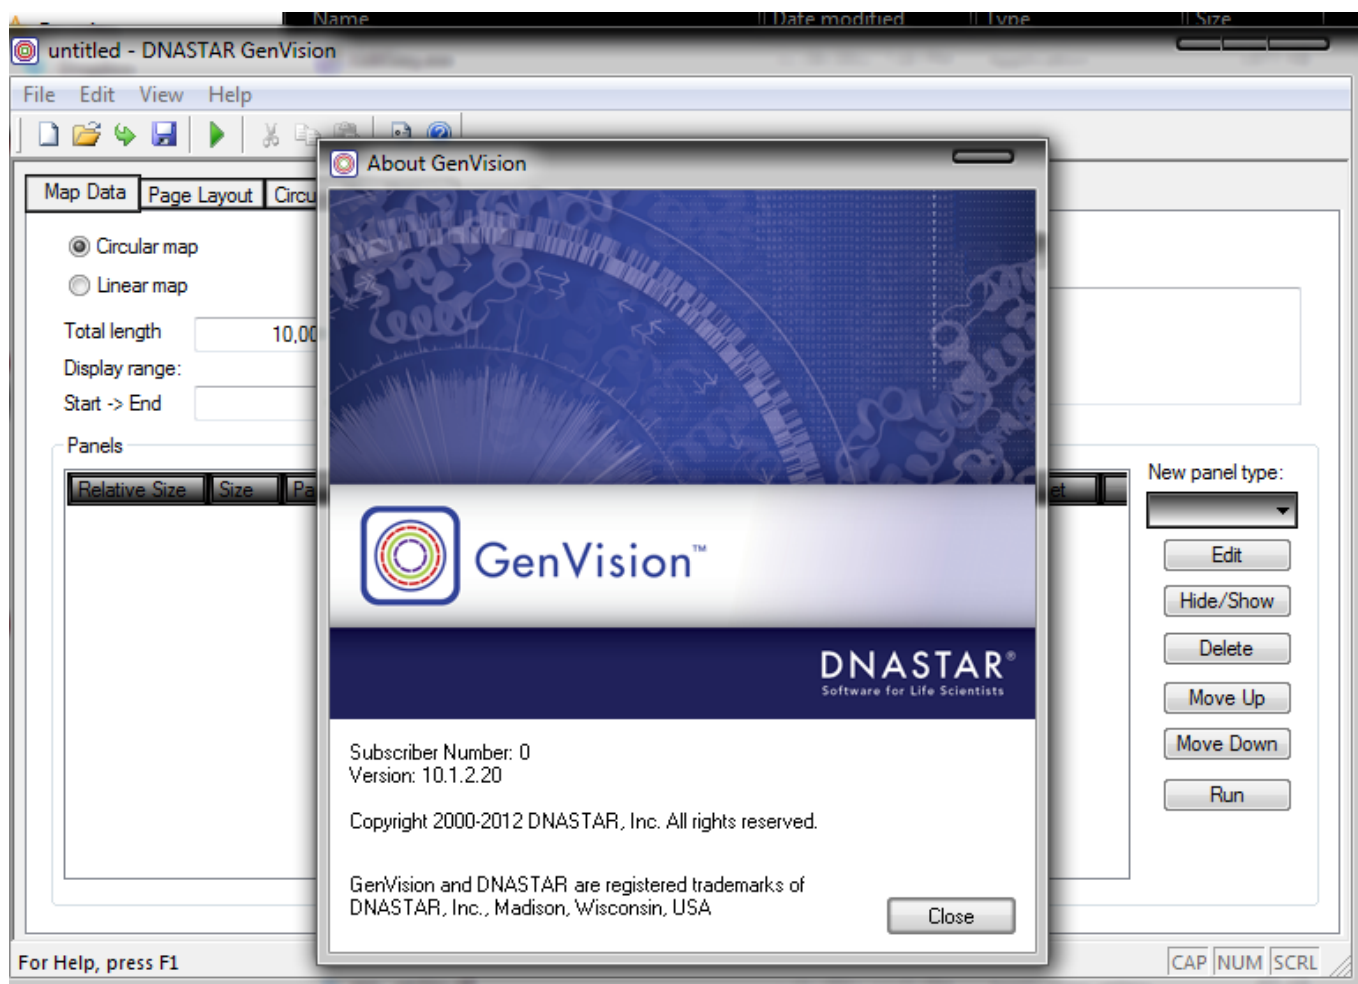 Name Date modified Type Size
untitled - DNASTAR GenVision
File Edit View Help
About GenVision
Map Data Page Layout Circu
Circular map
Linear map
Total length 10,00
Display range:
Start -> End
Panels
Relative Size Size Pa et
New panel type:
Edit
Hide/Show
Delete
Move Up
Move Down
Run
GenVision™
DNASTAR®
Software for Life Scientists
Subscriber Number: 0
Version: 10.1.2.20
Copyright 2000-2012 DNASTAR, Inc. All rights reserved.
GenVision and DNASTAR are registered trademarks of
DNASTAR, Inc., Madison, Wisconsin, USA
Close
For Help, press F1 CAP NUM SCRL